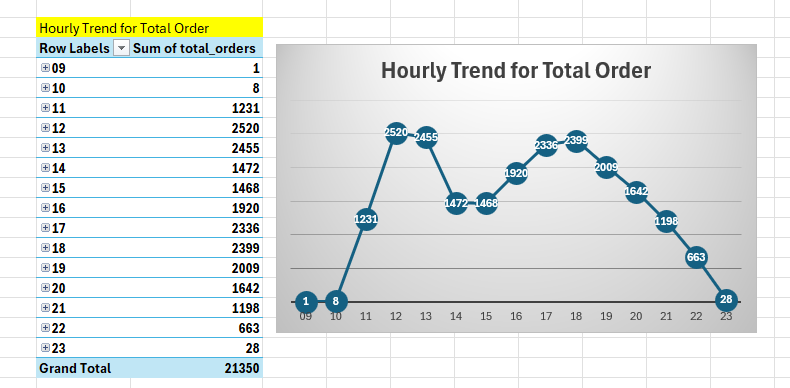 Hourly Trend for Total Order
Row Labels Sum of total_orders
09 1
10 8
11 1231
12 2520
13 2455
14 1472
15 1468
16 1920
17 2336
18 2399
19 2009
20 1642
21 1198
22 663
23 28
Grand Total 21350
Hourly Trend for Total Order
1 8 1231 2520 2455 1472 1468 1920 2336 2399 2009 1642 1198 663 28
09 10 11 12 13 14 15 16 17 18 19 20 21 22 23